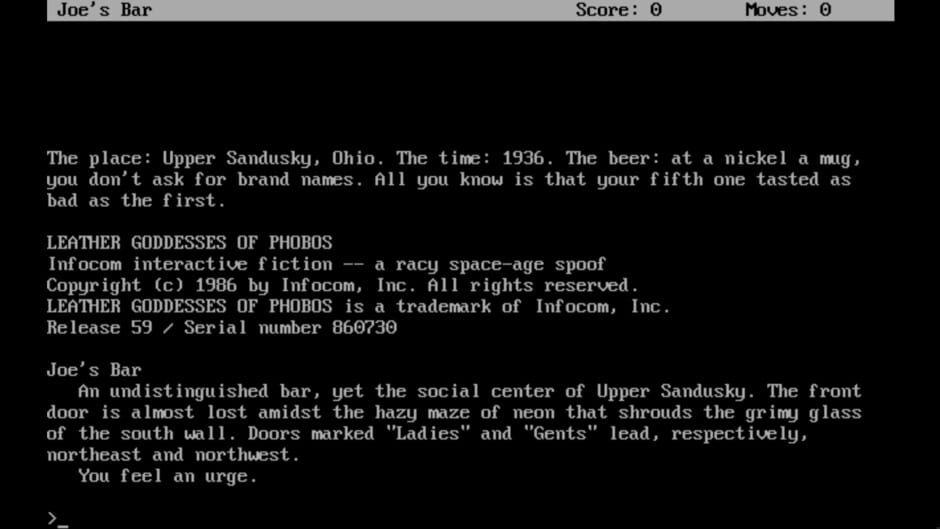 Joe's Bar Score: 0 Moves: 0
The place: Upper Sandusky, Ohio. The time: 1936. The beer: at a nickel a mug,
you don't ask for brand names. All you know is that your fifth one tasted as
bad as the first.
LEATHER GODDESSES OF PHOBOS
Infocom interactive fiction -- a racy space-age spoof
Copyright (c) 1986 by Infocom, Inc. All rights reserved.
LEATHER GODDESSES OF PHOBOS is a trademark of Infocom, Inc.
Release 59 / Serial number 860730
Joe's Bar
An undistinguished bar, yet the social center of Upper Sandusky. The front
door is almost lost amidst the hazy maze of neon that shrouds the grimy glass
of the south wall. Doors marked "Ladies" and "Gents" lead, respectively,
northeast and northwest.
You feel an urge.
>_